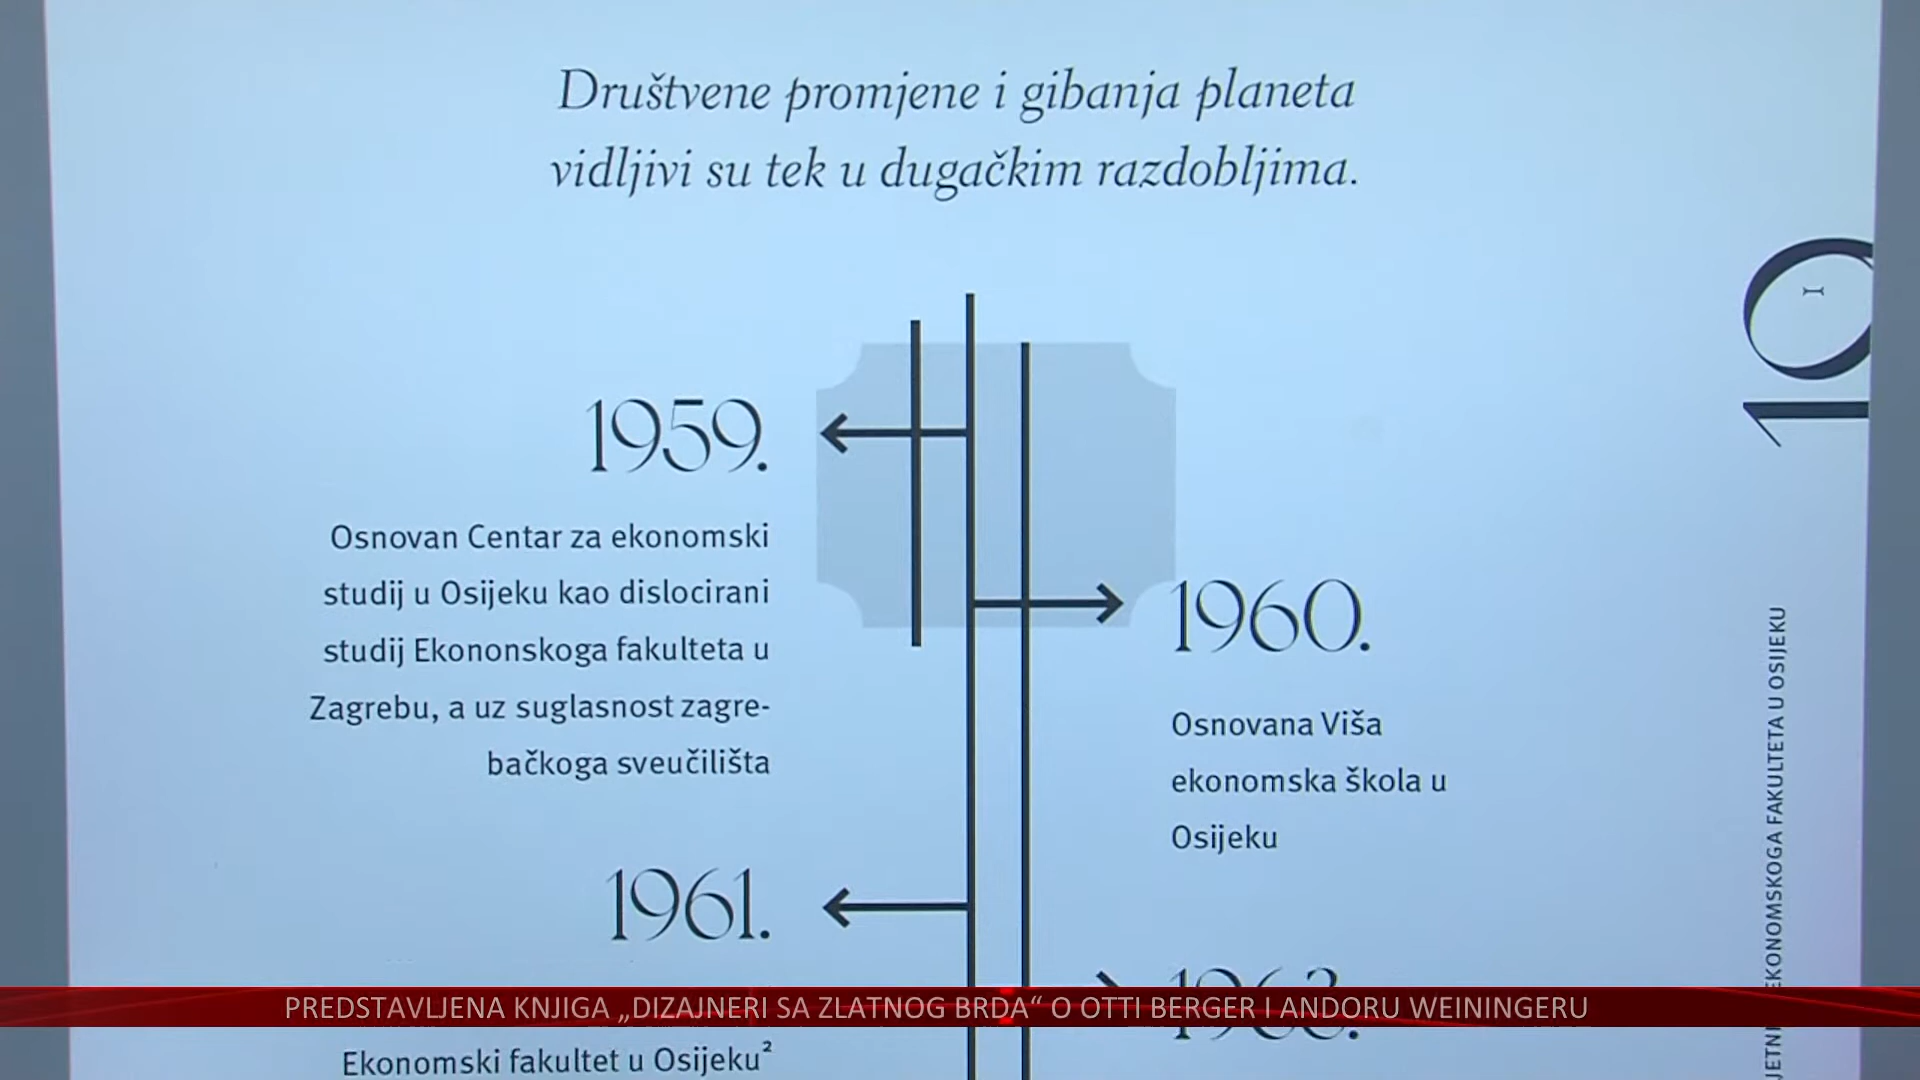 Društvene promjene i gibanja planeta
vidljivi su tek u dugačkim razdobljima.
1959.
Osnovan Centar za ekonomski
studij u Osijeku kao dislocirani
studij Ekononskoga fakulteta u
Zagrebu, a uz suglasnost zagre-
bačkoga sveučilišta
1960.
Osnovana Viša
ekonomska škola u
Osijeku
1961.
1963.
Ekonomski fakultet u Osijeku²
10
EKONOMSKOGA FAKULTETA U OSIJEKU
PREDSTAVLJENA KNJIGA „DIZAJNERI SA ZLATNOG BRDA“ O OTTI BERGER I ANDORU WEININGERU